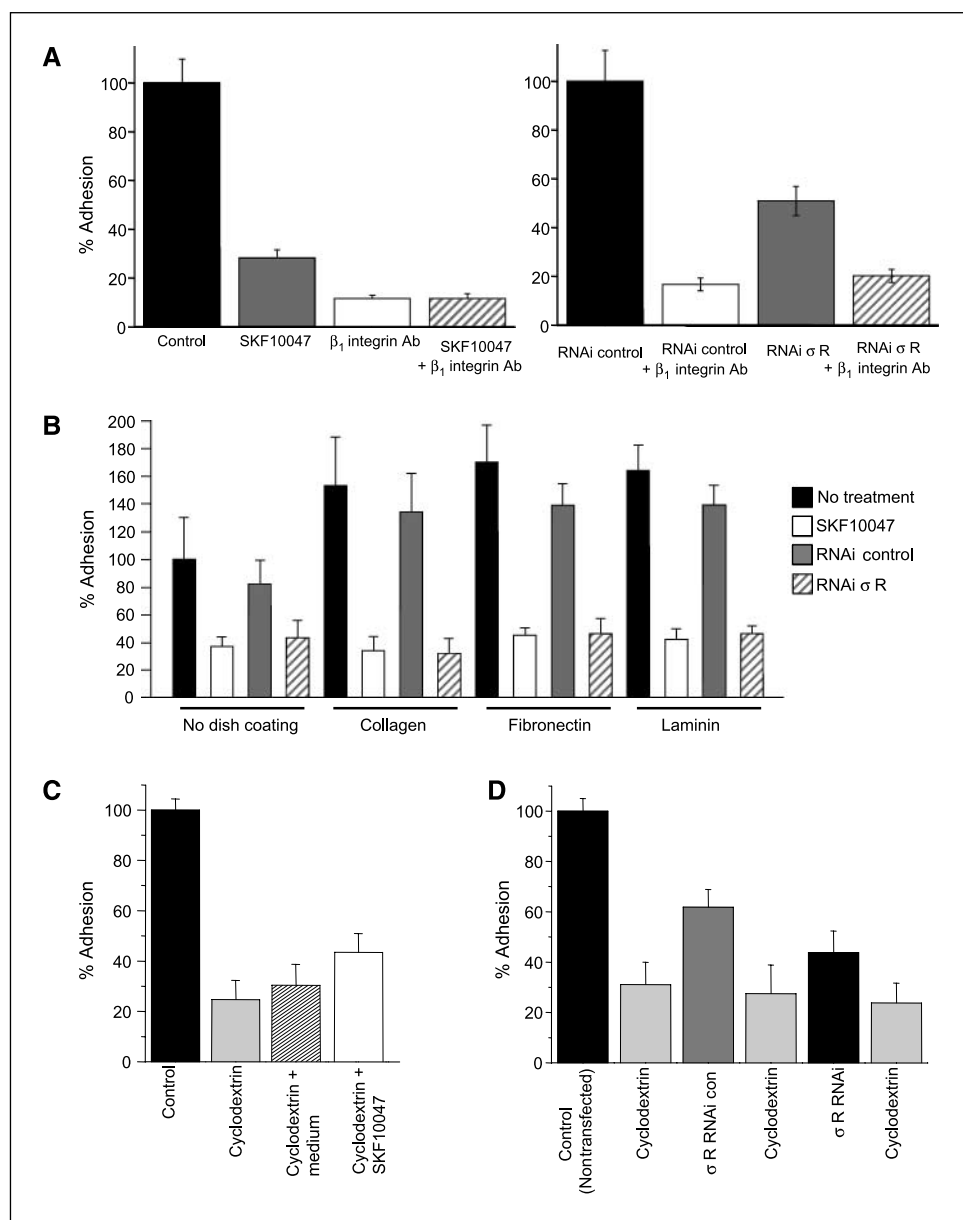 A
% Adhesion
100
80
60
40
20
0
Control
SKF10047
β1 integrin Ab
SKF10047
+ β1 integrin Ab
100
80
60
40
20
0
RNAi control
RNAi control
+ β1 integrin Ab
RNAi σ R
RNAi σ R
+ β1 integrin Ab
B
% Adhesion
200
180
160
140
120
100
80
60
40
20
0
No dish coating
Collagen
Fibronectin
Laminin
No treatment
SKF10047
RNAi control
RNAi σ R
C
% Adhesion
100
80
60
40
20
0
Control
Cyclodextrin
Cyclodextrin +
medium
Cyclodextrin +
SKF10047
D
% Adhesion
100
80
60
40
20
0
Control
(Nontransfected)
Cyclodextrin
σ R RNAi con
Cyclodextrin
σ R RNAi
Cyclodextrin